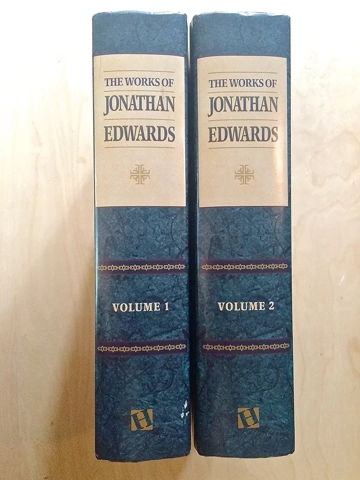 THE WORKS OF
JONATHAN
EDWARDS
VOLUME 1
H
THE WORKS OF
JONATHAN
EDWARDS
VOLUME 2
H